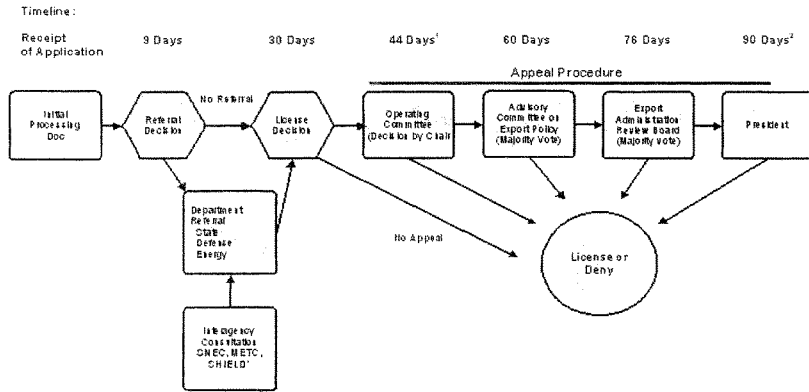 Timeline:
Receipt
of Application
9 Days
30 Days
44 Days¹
60 Days
76 Days
90 Days²
Appeal Procedure
Initial
Processing
Doc
Referral
Decision
No Referral
License
Decision
Operating
Committee
(Decision by Chair
Advisory
Committee on
Export Policy
(Majority Vote)
Export
Administration
Review Board
(Majority Vote)
President
Department
Referral
State
Defense
Energy
No Appeal
License or
Deny
Interagency
Consultation
SNEC, METC,
SHIELD